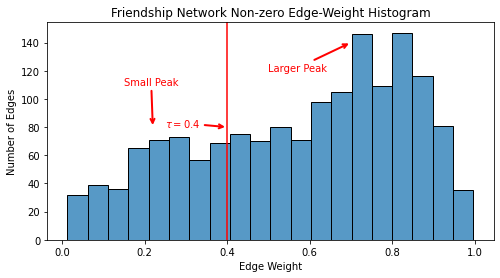 Friendship Network Non-zero Edge-Weight Histogram
Number of Edges
140
120
100
80
60
40
20
0
Small Peak
τ = 0.4
Larger Peak
0.0 0.2 0.4 0.6 0.8 1.0
Edge Weight